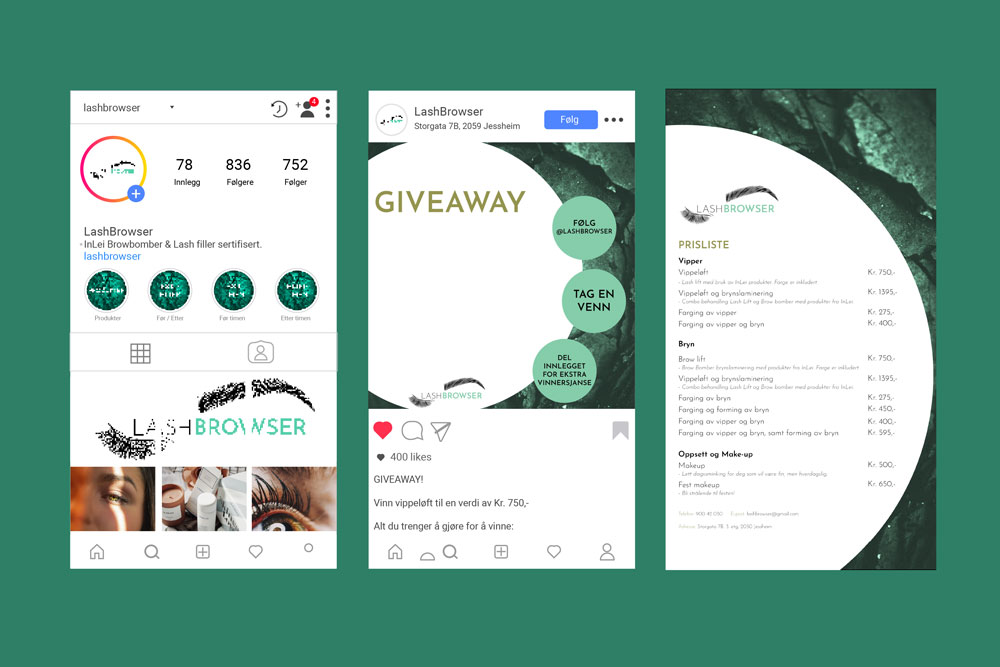 lashbrowser
4
78
836
752
Innlegg
Følgere
Følger
LashBrowser
- InLei Browbomber & Lash filler sertifisert.
lashbrowser
Produkter
Før / Efter
Før timen
Etter timen
LASHBROWSER
LashBrowser
Storgata 7B, 2059 Jessheim
Følg
GIVEAWAY
FØLG
@LASHBROWSER
TAG EN
VENN
DEL
INNLEGGET
FOR EKSTRA
VINNERSJANSE
LASHBROWSER
400 likes
GIVEAWAY!
Vinn vippeløft til en verdi av Kr. 750,-
Alt du trenger å gjøre for å vinne:
LASHBROWSER
PRISLISTE
Vipper
Vippeløft Kr. 750,-
- Lash lift med bruk av InLei produkter. Farge er inkludert.
Vippeløft og brynslaminering Kr. 1395,-
- Combo-behandling Lash Lift og Brow bomber med produkter fra InLei.
Farging av vipper Kr. 275,-
Farging av vipper og bryn Kr. 400,-
Bryn
Brow lift Kr. 750,-
- Brow Bomber brynlaminering med produkter fra InLei. Farge er inkludert.
Vippeløft og brynslaminering Kr. 1395,-
- Combo-behandling Lash Lift og Brow bomber med produkter fra InLei.
Farging av bryn Kr. 275,-
Farging og forming av bryn Kr. 450,-
Farging av vipper og bryn Kr. 400,-
Farging av vipper og bryn, samt forming av bryn Kr. 595,-
Oppsett og Make-up
Makeup Kr. 500,-
- Lett dagsminking for deg som vil være fin, men hverdagslig.
Fest makeup Kr. 650,-
- Bli strålende til festen!
Telefon: 900 42 050 E-post: lashbrowser@gmail.com
Adresse: Storgata 7B, 3. etg, 2050 Jessheim